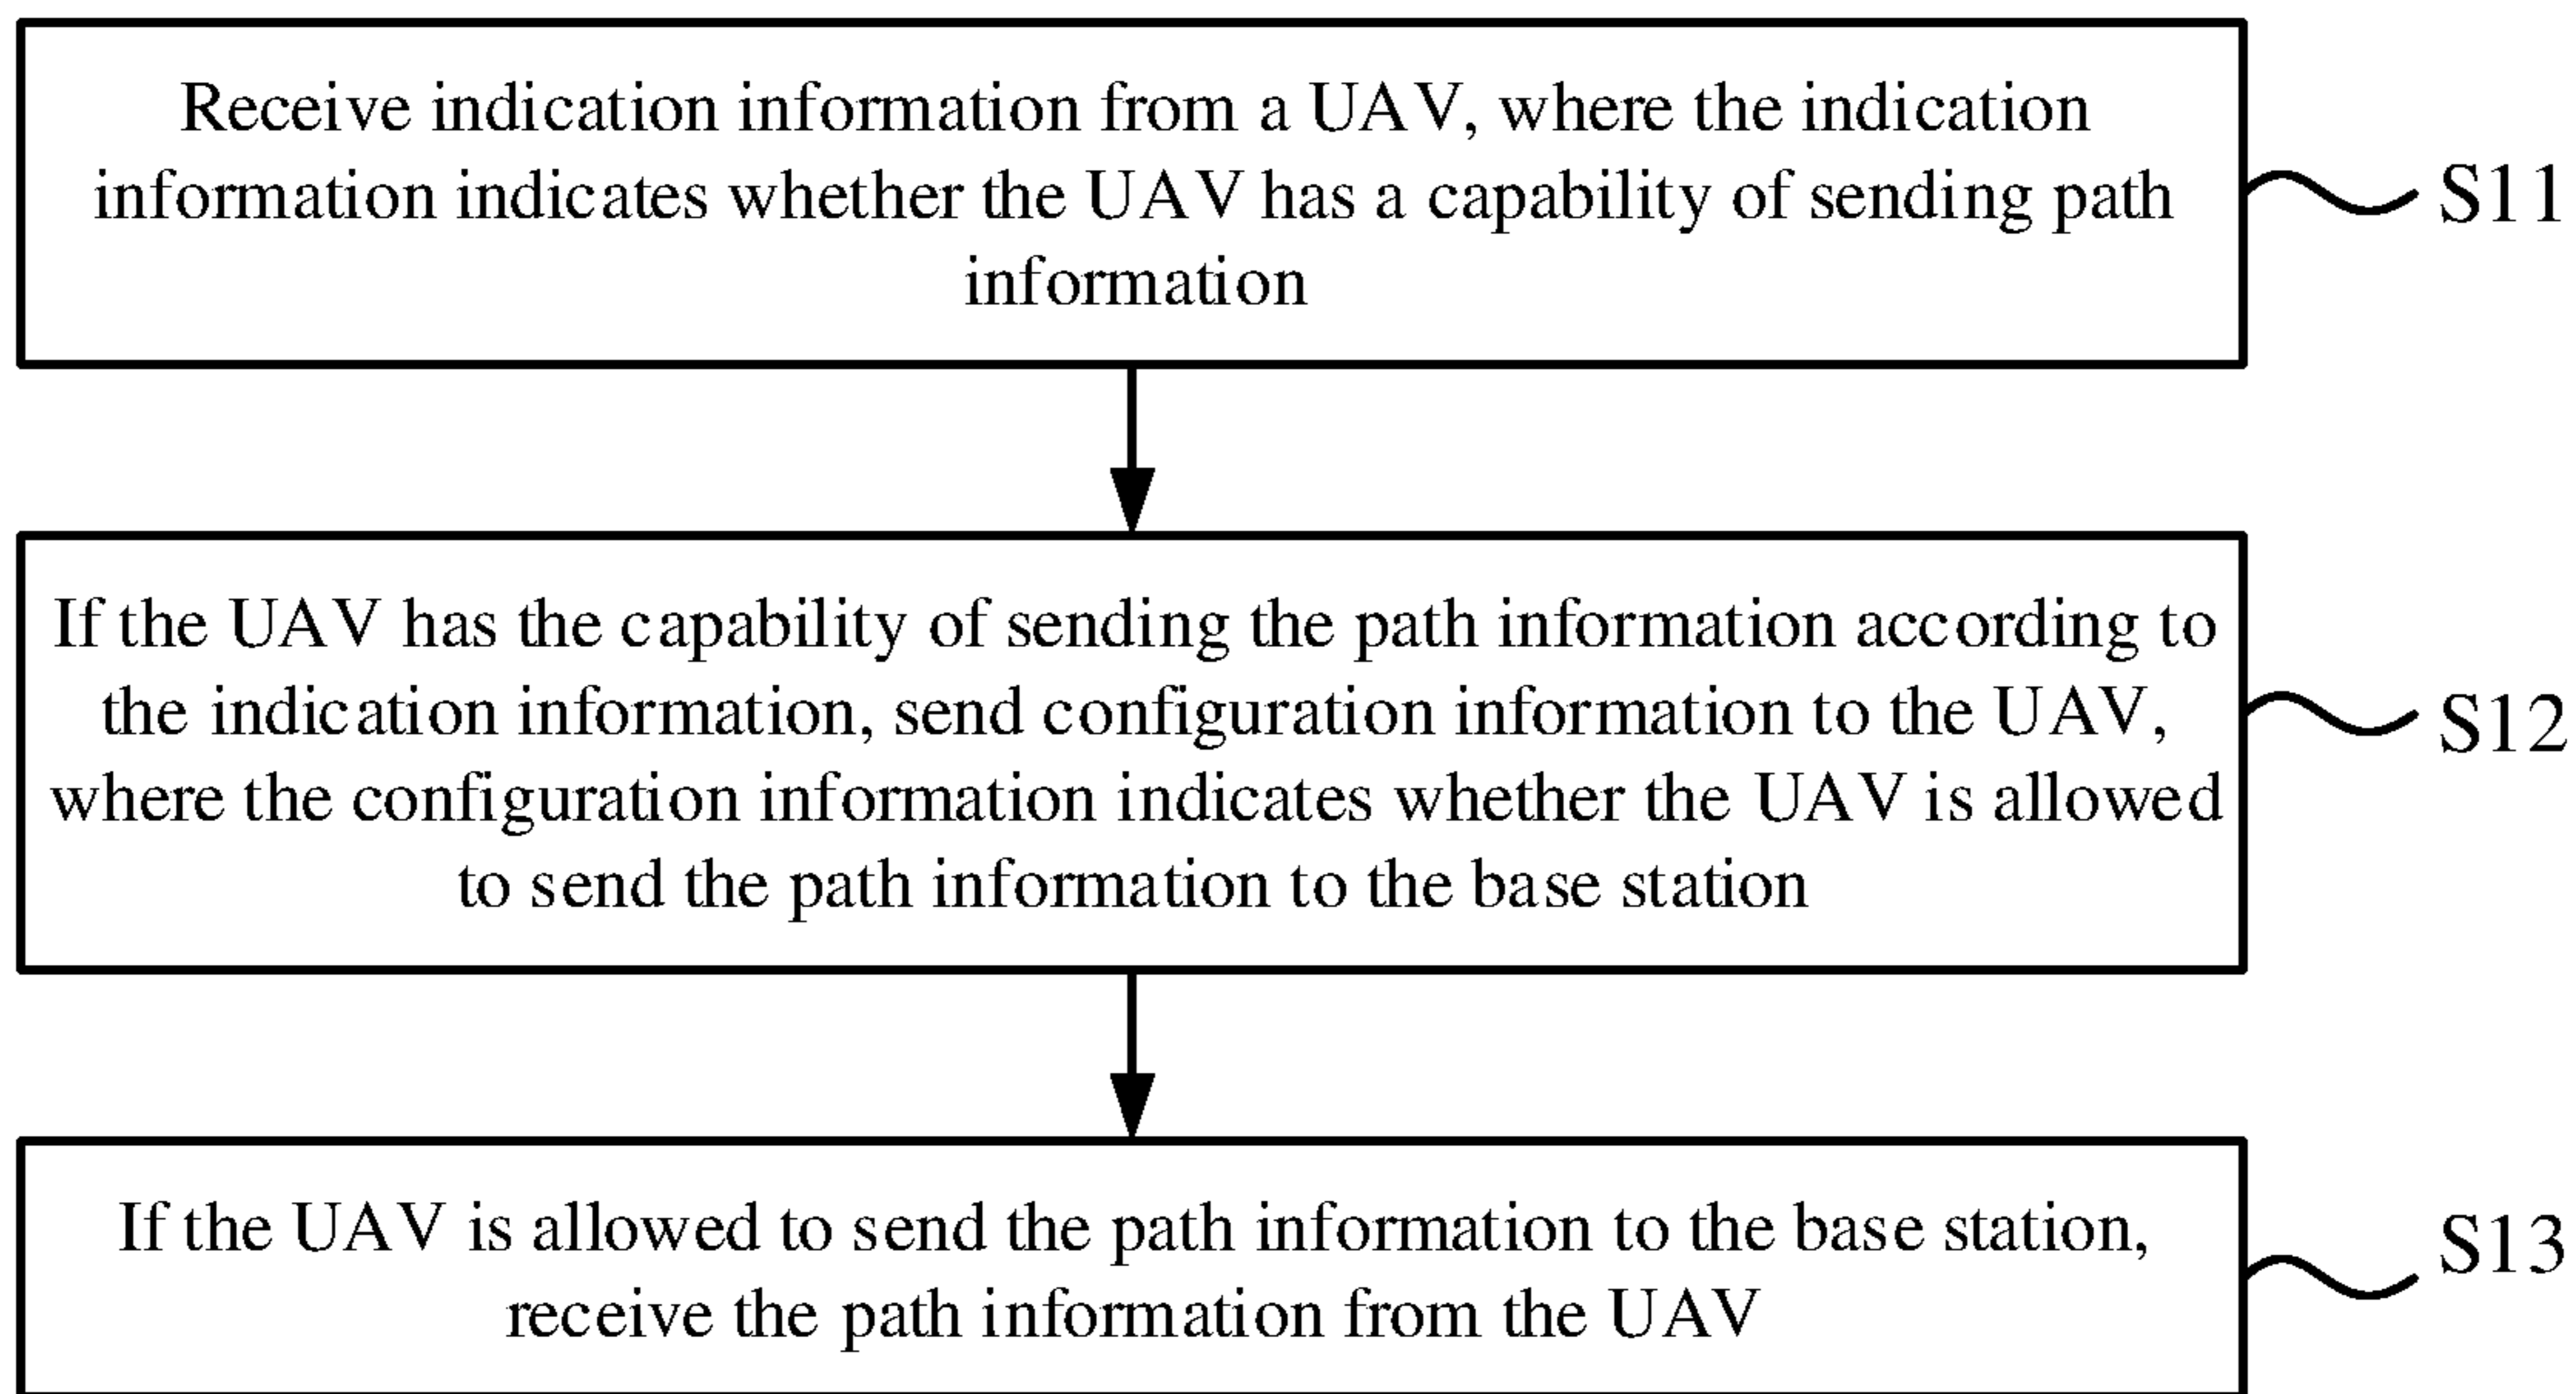 Receive indication information from a UAV, where the indication
information indicates whether the UAV has a capability of sending path
information
S11
If the UAV has the capability of sending the path information according to
the indication information, send configuration information to the UAV,
where the configuration information indicates whether the UAV is allowed
to send the path information to the base station
S12
If the UAV is allowed to send the path information to the base station,
receive the path information from the UAV
S13